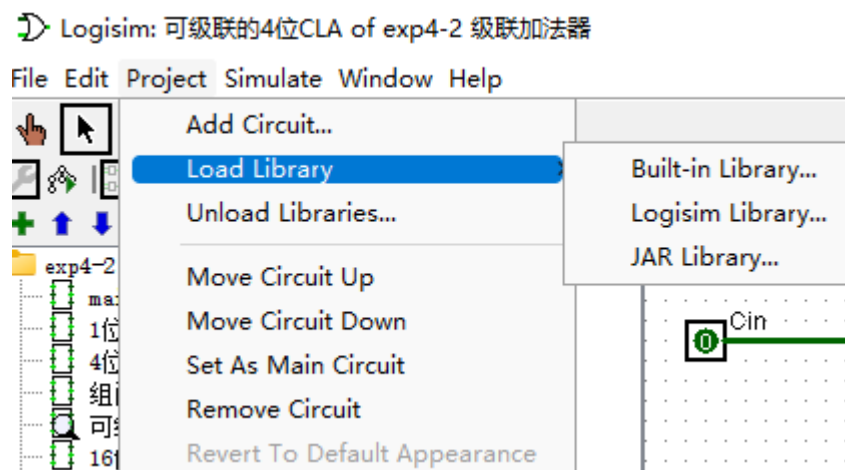 Logisim: 可级联的4位CLA of exp4-2 级联加法器
File Edit Project Simulate Window Help
Add Circuit...
Load Library
Built-in Library...
Unload Libraries...
Logisim Library...
JAR Library...
exp4-2
Move Circuit Up
Move Circuit Down
1位
Cin
0
Set As Main Circuit
4位
Remove Circuit
Revert To Default Appearance